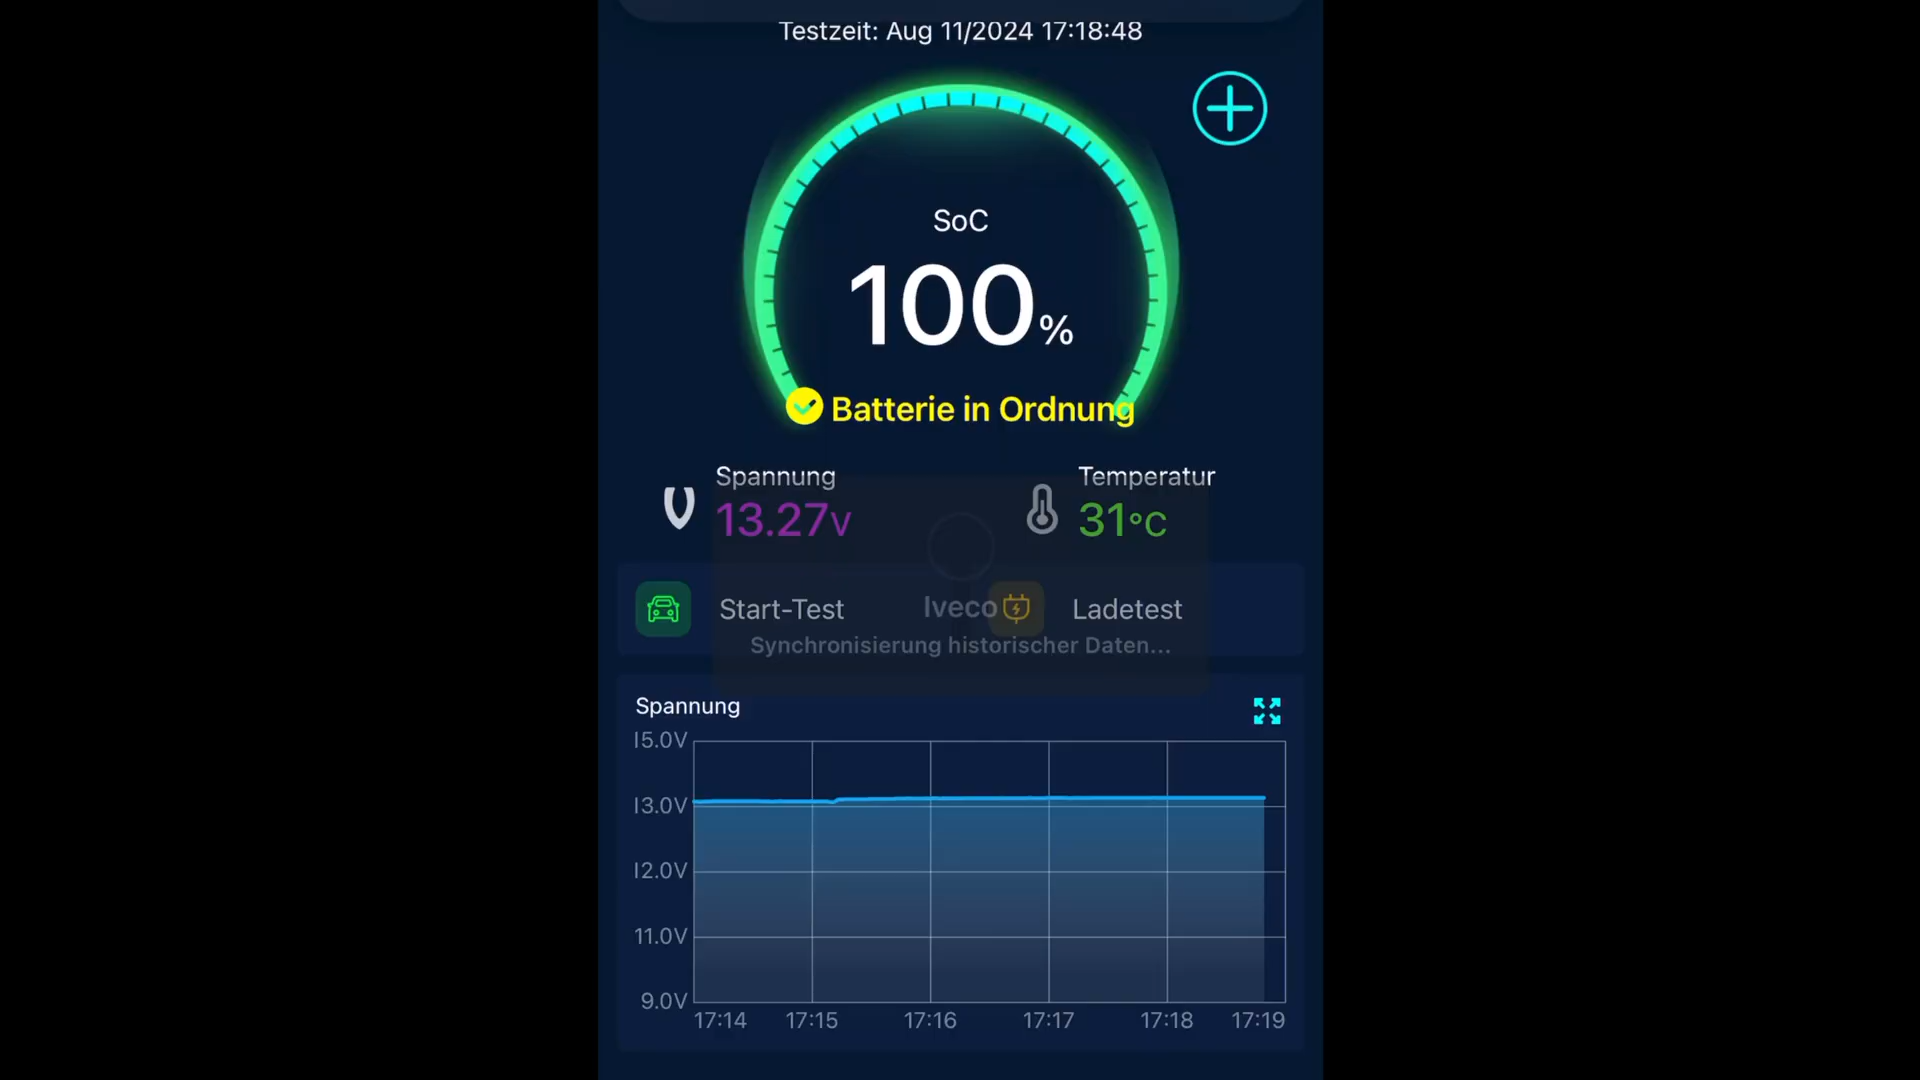 Testzeit: Aug 11/2024 17:18:48
SoC
100%
Batterie in Ordnung
Spannung
13.27V
Temperatur
31°C
Start-Test
Iveco
Ladetest
Synchronisierung historischer Daten...
Spannung
15.0V
13.0V
12.0V
11.0V
9.0V
17:14 17:15 17:16 17:17 17:18 17:19